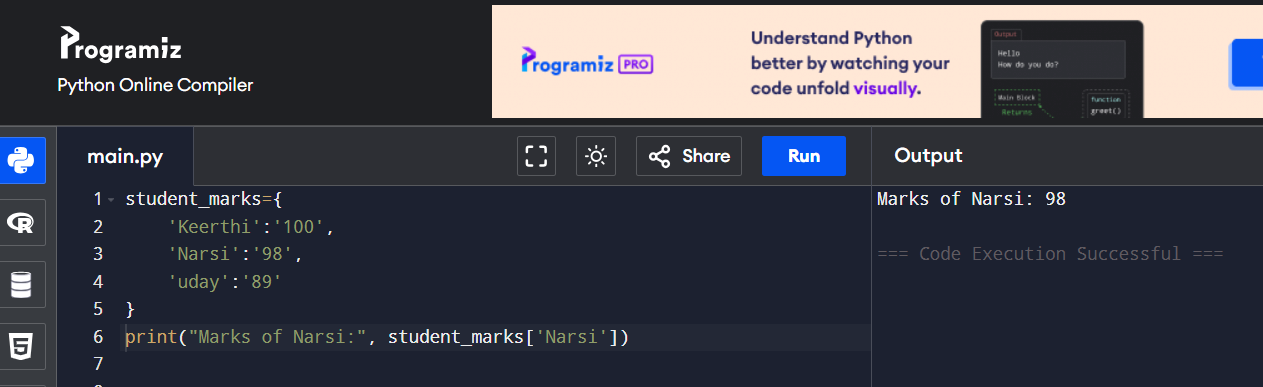 Programiz
Python Online Compiler
Programiz PRO
Understand Python
better by watching your
code unfold visually.
Output
Hello
How do you do?
Main Block
Returns
function
greet()
main.py
Share
Run
Output
1 student_marks={
2 'Keerthi':'100',
3 'Narsi':'98',
4 'uday':'89'
5 }
6 print("Marks of Narsi:", student_marks['Narsi'])
7
Marks of Narsi: 98
=== Code Execution Successful ===
R
5